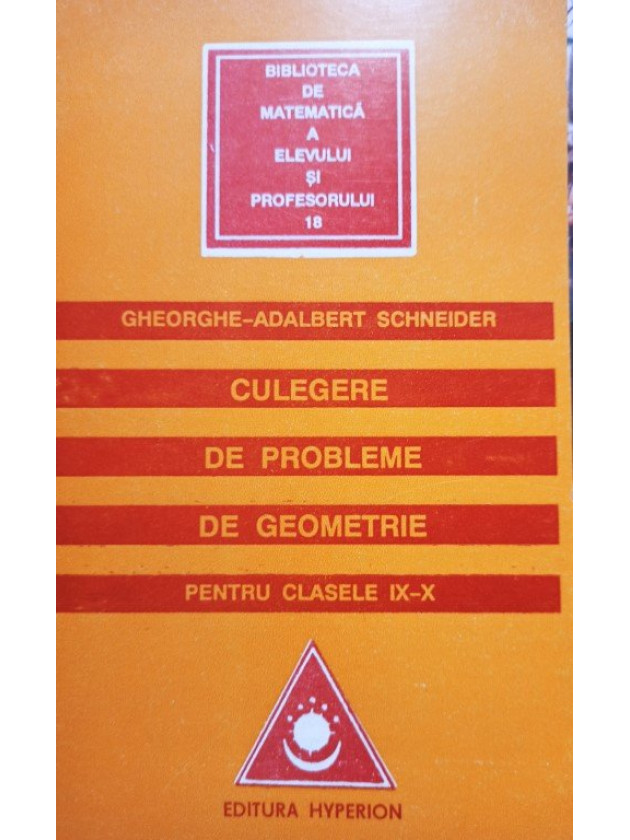 BIBLIOTECA
DE
MATEMATICĂ
A
ELEVULUI
ȘI
PROFESORULUI
18
GHEORGHE-ADALBERT SCHNEIDER
CULEGERE
DE PROBLEME
DE GEOMETRIE
PENTRU CLASELE IX-X
EDITURA HYPERION